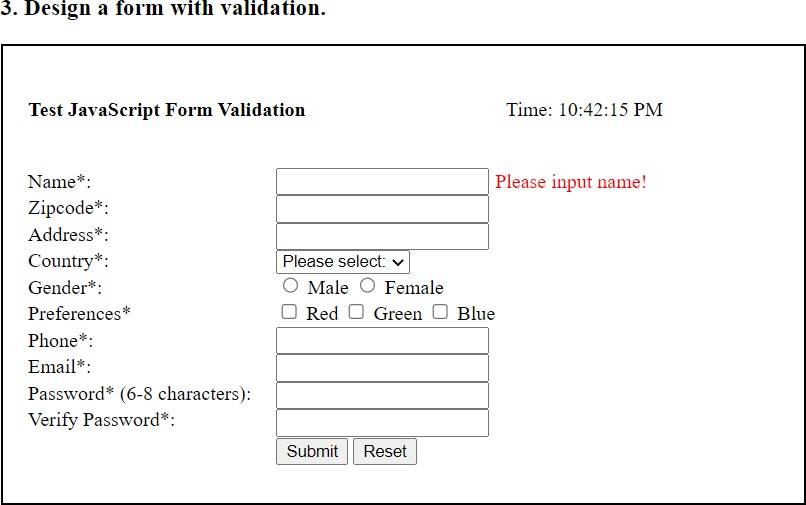 3. Design a form with validation.
Test JavaScript Form Validation Time: 10:42:15 PM
Name*: Please input name!
Zipcode*:
Address*:
Country*: Please select:
Gender*: Male Female
Preferences* Red Green Blue
Phone*:
Email*:
Password* (6-8 characters):
Verify Password*:
Submit Reset